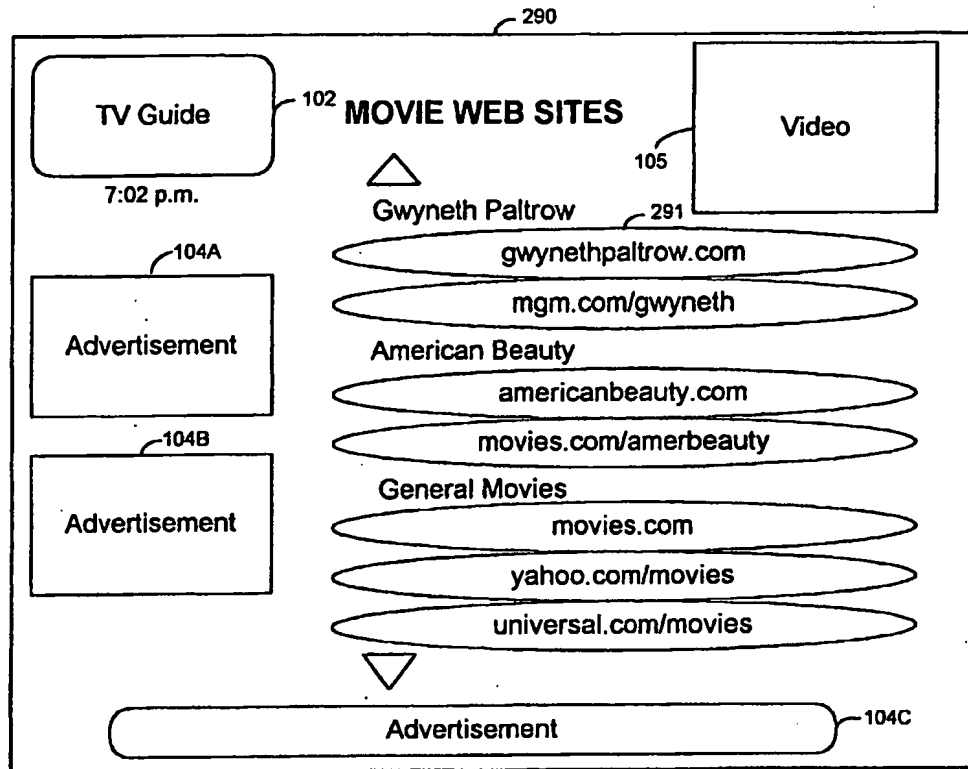 290
TV Guide
102
MOVIE WEB SITES
Video
105
7:02 p.m.
Gwyneth Paltrow
291
gwynethpaltrow.com
mgm.com/gwyneth
104A
Advertisement
American Beauty
americanbeauty.com
movies.com/amerbeauty
104B
Advertisement
General Movies
movies.com
yahoo.com/movies
universal.com/movies
Advertisement
104C